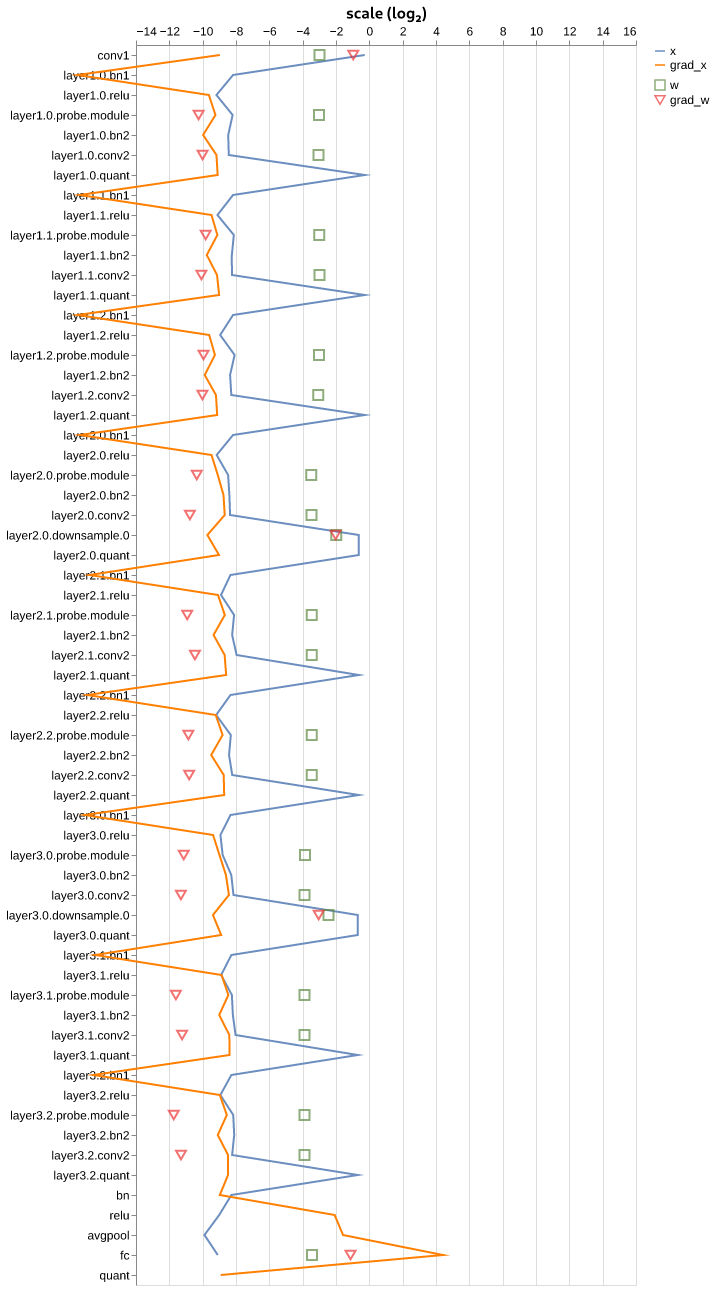 scale (log₂)
−14 −12 −10 −8 −6 −4 −2 0 2 4 6 8 10 12 14 16
x
grad_x
w
grad_w
conv1
layer1.0.bn1
layer1.0.relu
layer1.0.probe.module
layer1.0.bn2
layer1.0.conv2
layer1.0.quant
layer1.1.bn1
layer1.1.relu
layer1.1.probe.module
layer1.1.bn2
layer1.1.conv2
layer1.1.quant
layer1.2.bn1
layer1.2.relu
layer1.2.probe.module
layer1.2.bn2
layer1.2.conv2
layer1.2.quant
layer2.0.bn1
layer2.0.relu
layer2.0.probe.module
layer2.0.bn2
layer2.0.conv2
layer2.0.downsample.0
layer2.0.quant
layer2.1.bn1
layer2.1.relu
layer2.1.probe.module
layer2.1.bn2
layer2.1.conv2
layer2.1.quant
layer2.2.bn1
layer2.2.relu
layer2.2.probe.module
layer2.2.bn2
layer2.2.conv2
layer2.2.quant
layer3.0.bn1
layer3.0.relu
layer3.0.probe.module
layer3.0.bn2
layer3.0.conv2
layer3.0.downsample.0
layer3.0.quant
layer3.1.bn1
layer3.1.relu
layer3.1.probe.module
layer3.1.bn2
layer3.1.conv2
layer3.1.quant
layer3.2.bn1
layer3.2.relu
layer3.2.probe.module
layer3.2.bn2
layer3.2.conv2
layer3.2.quant
bn
relu
avgpool
fc
quant